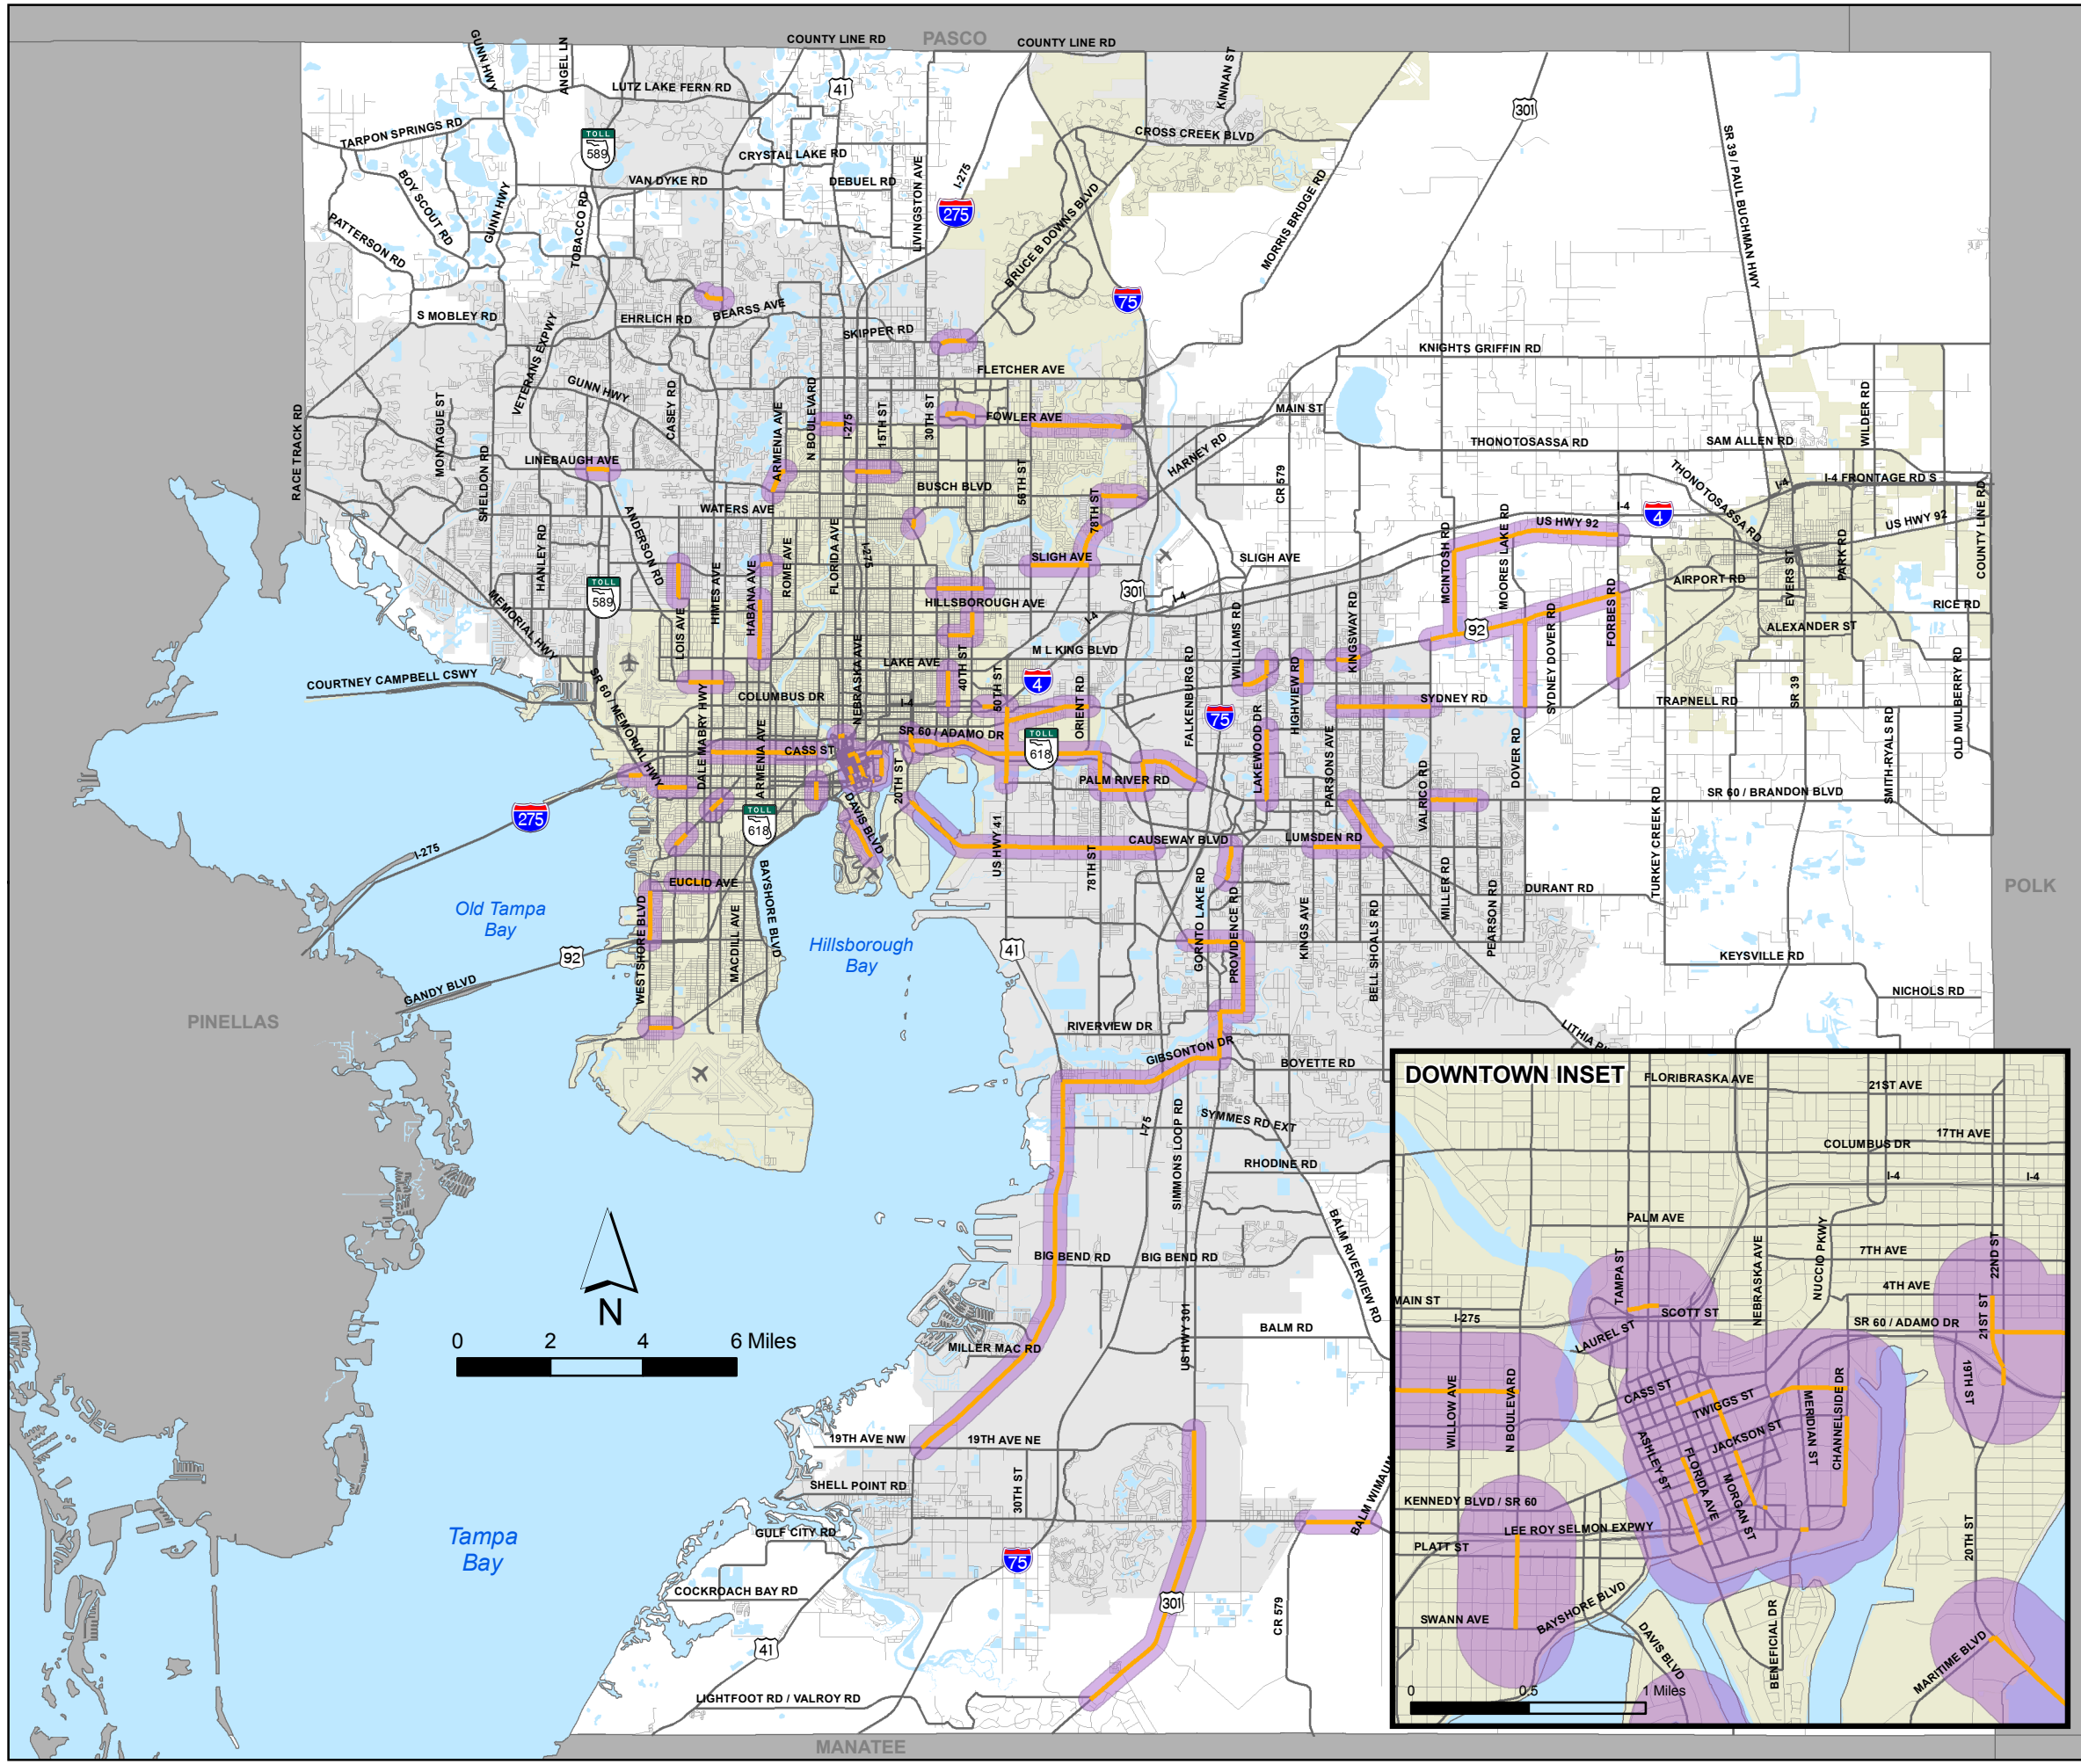 PASCO
COUNTY LINE RD
COUNTY LINE RD
GUNN HWY
ANGEL LN
LUTZ LAKE FERN RD
41
KINNAN ST
301
TARPON SPRINGS RD
TOLL
589
CROSS CREEK BLVD
CRYSTAL LAKE RD
SR 39 / PAUL BUCHMAN HWY
BOY SCOUT RD
GUNN HWY
VAN DYKE RD
DEBUEL RD
LIVINGSTON AVE
I-275
275
BRUCE B DOWNS BLVD
MORRIS BRIDGE RD
PATTERSON RD
TOBACCO RD
75
S MOBLEY RD
EHRLICH RD
BEARSS AVE
SKIPPER RD
VETERANS EXPWY
KNIGHTS GRIFFIN RD
FLETCHER AVE
GUNN HWY
CASEY RD
RACE TRACK RD
MONTAGUE ST
ARMENIA AVE
N BOULEVARD
I-275
15TH ST
30TH ST
FOWLER AVE
MAIN ST
WILDER RD
THONOTOSASSA RD
SAM ALLEN RD
LINEBAUGH AVE
SHELDON RD
HARNEY RD
CR 579
56TH ST
BUSCH BLVD
THONOTOSASSA RD
I-4
I-4 FRONTAGE RD S
WATERS AVE
78TH ST
I-4
4
US HWY 92
US HWY 92
COUNTY LINE RD
HANLEY RD
ANDERSON RD
FLORIDA AVE
I-275
MCINTOSH RD
MOORES LAKE RD
PARK RD
EVERS ST
SLIGH AVE
SLIGH AVE
ROME AVE
HIMES AVE
HABANA AVE
TOLL
589
301
I-4
AIRPORT RD
MEMORIAL HWY
LOIS AVE
HILLSBOROUGH AVE
I-4
WILLIAMS RD
KINGSWAY RD
92
SYDNEY DOVER RD
FORBES RD
RICE RD
ALEXANDER ST
NEBRASKA AVE
M L KING BLVD
LAKE AVE
40TH ST
50TH ST
4
FALKENBURG RD
HIGHVIEW RD
OLD MULBERRY RD
COURTNEY CAMPBELL CSWY
SR 60 / MEMORIAL HWY
COLUMBUS DR
I-4
ORIENT RD
75
SYDNEY RD
TRAPNELL RD
SR 39
SMITH-RYALS RD
DALE MABRY HWY
ARMENIA AVE
CASS ST
SR 60 / ADAMO DR
TOLL
618
LAKEWOOD DR
PARSONS AVE
DOVER RD
20TH ST
PALM RIVER RD
VALRICO RD
TURKEY CREEK RD
SR 60 / BRANDON BLVD
275
TOLL
618
DAVIS BLVD
US HWY 41
CAUSEWAY BLVD
LUMSDEN RD
I-275
78TH ST
MILLER RD
PEARSON RD
DURANT RD
EUCLID AVE
BAYSHORE BLVD
GORNTO LAKE RD
PROVIDENCE RD
POLK
Old Tampa
Bay
WESTSHORE BLVD
MACDILL AVE
Hillsborough
Bay
KINGS AVE
BELL SHOALS RD
92
41
KEYSVILLE RD
GANDY BLVD
NICHOLS RD
PINELLAS
RIVERVIEW DR
GIBSONTON DR
BOYETTE RD
I-75
SIMMONS LOOP RD
SYMMES RD EXT
RHODINE RD
BALM RIVERVIEW RD
BIG BEND RD
BIG BEND RD
N
0 2 4 6 Miles
US HWY 301
BALM RD
MILLER MAC RD
19TH AVE NW
19TH AVE NE
SHELL POINT RD
30TH ST
GULF CITY RD
Tampa
Bay
75
COCKROACH BAY RD
301
CR 579
41
LIGHTFOOT RD / VALROY RD
MANATEE
DOWNTOWN INSET
FLORIBRASKA AVE
21ST AVE
17TH AVE
COLUMBUS DR
I-4
I-4
PALM AVE
NEBRASKA AVE
NUCCIO PKWY
7TH AVE
22ND ST
TAMPA ST
4TH AVE
MAIN ST
I-275
SCOTT ST
LAUREL ST
SR 60 / ADAMO DR
21ST ST
19TH ST
WILLOW AVE
N BOULEVARD
CASS ST
TWIGGS ST
JACKSON ST
MERIDIAN ST
CHANNELSIDE DR
ASHLEY ST
FLORIDA AVE
MORGAN ST
KENNEDY BLVD / SR 60
LEE ROY SELMON EXPWY
PLATT ST
20TH ST
SWANN AVE
BAYSHORE BLVD
DAVIS BLVD
BENEFICIAL DR
MARITIME BLVD
0 0.5 1 Miles